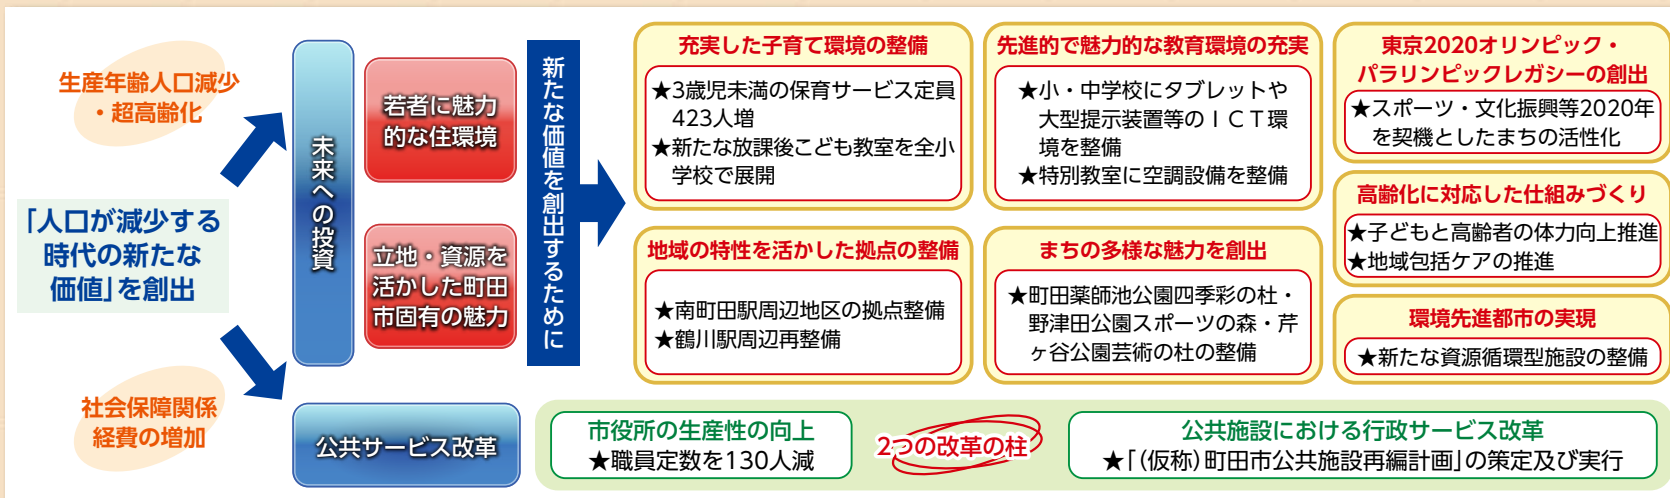 生産年齢人口減少
・超高齢化
「人口が減少する
時代の新たな
価値」を創出
社会保障関係
経費の増加
未来への投資
若者に魅力
的な住環境
立地・資源を
活かした町田
市固有の魅力
新たな価値を創出するために
充実した子育て環境の整備
★3歳児未満の保育サービス定員
423人増
★新たな放課後こども教室を全小
学校で展開
先進的で魅力的な教育環境の充実
★小・中学校にタブレットや
大型提示装置等のICT環
境を整備
★特別教室に空調設備を整備
東京2020オリンピック・
パラリンピックレガシーの創出
★スポーツ・文化振興等2020年
を契機としたまちの活性化
地域の特性を活かした拠点の整備
★南町田駅周辺地区の拠点整備
★鶴川駅周辺再整備
まちの多様な魅力を創出
★町田薬師池公園四季彩の杜・
野津田公園スポーツの森・芹
ヶ谷公園芸術の杜の整備
高齢化に対応した仕組みづくり
★子どもと高齢者の体力向上推進
★地域包括ケアの推進
環境先進都市の実現
★新たな資源循環型施設の整備
公共サービス改革
市役所の生産性の向上
★職員定数を130人減
2つの改革の柱
公共施設における行政サービス改革
★「(仮称)町田市公共施設再編計画」の策定及び実行